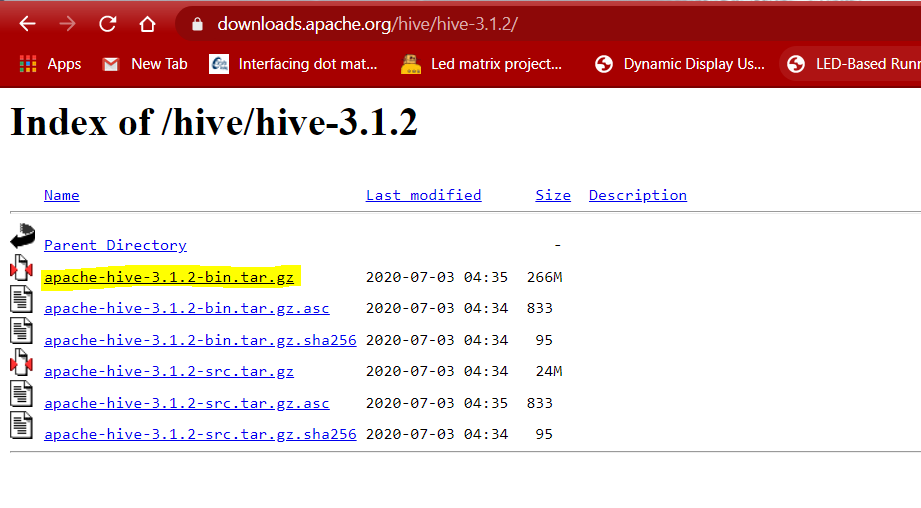 downloads.apache.org/hive/hive-3.1.2/
Apps New Tab Interfacing dot mat... Led matrix project... Dynamic Display Us... LED-Based Runn
Index of /hive/hive-3.1.2
Name Last modified Size Description
Parent Directory -
apache-hive-3.1.2-bin.tar.gz 2020-07-03 04:35 266M
apache-hive-3.1.2-bin.tar.gz.asc 2020-07-03 04:34 833
apache-hive-3.1.2-bin.tar.gz.sha256 2020-07-03 04:34 95
apache-hive-3.1.2-src.tar.gz 2020-07-03 04:34 24M
apache-hive-3.1.2-src.tar.gz.asc 2020-07-03 04:35 833
apache-hive-3.1.2-src.tar.gz.sha256 2020-07-03 04:34 95